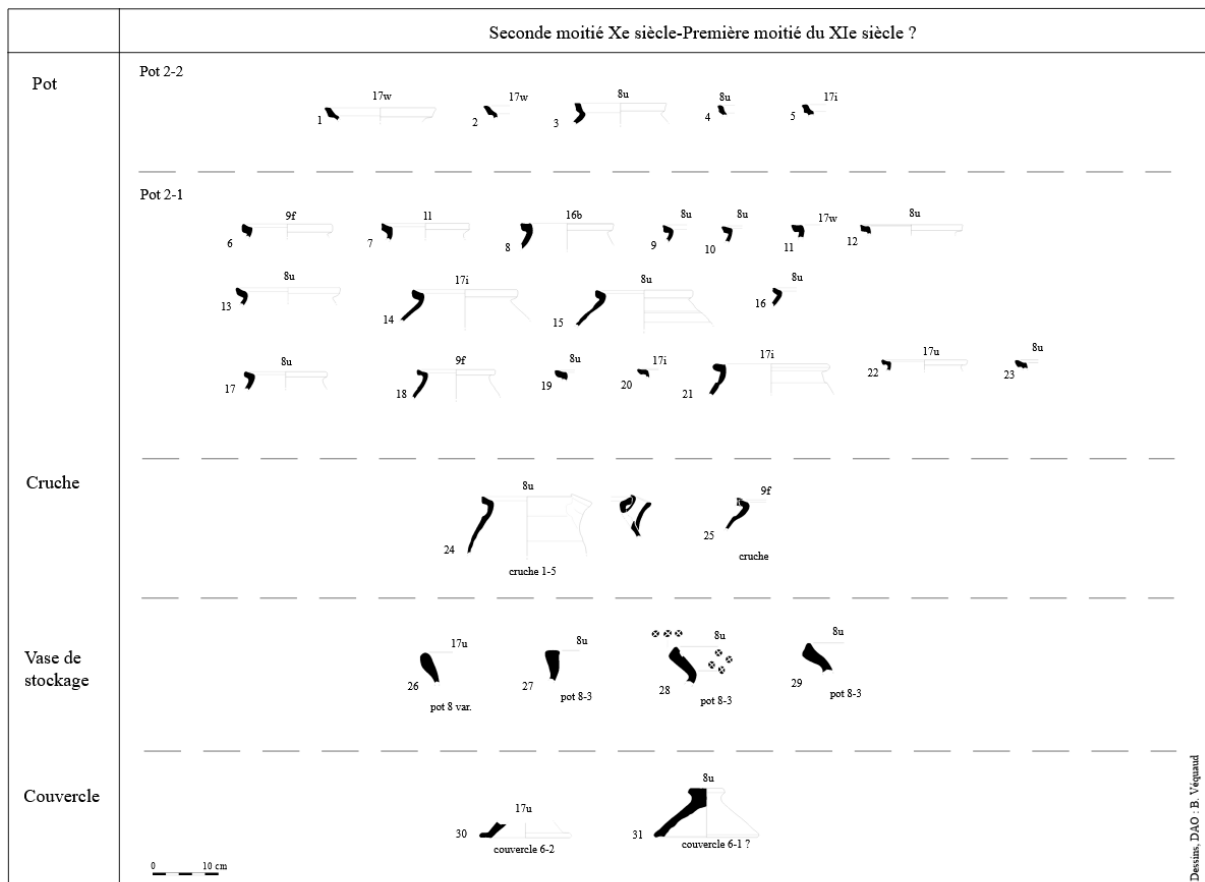 Seconde moitié Xe siècle-Première moitié du XIe siècle ?
Pot
Pot 2-2
17w 17w 8u 8u 17i
1 2 3 4 5
Pot 2-1
9f 11 16b 8u 8u 17w 8u
6 7 8 9 10 11 12
8u 17i 8u 8u
13 14 15 16
8u 9f 8u 17i 17i 17u 8u
17 18 19 20 21 22 23
Cruche
8u 9f
24 25
cruche 1-5 cruche
Vase de
stockage
17u 8u 8u 8u
26 27 28 29
pot 8 var. pot 8-3 pot 8-3 pot 8-3
Couvercle
17u 8u
30 31
couvercle 6-2 couvercle 6-1 ?
0 10 cm
Dessins, DAO : B. Véquaud